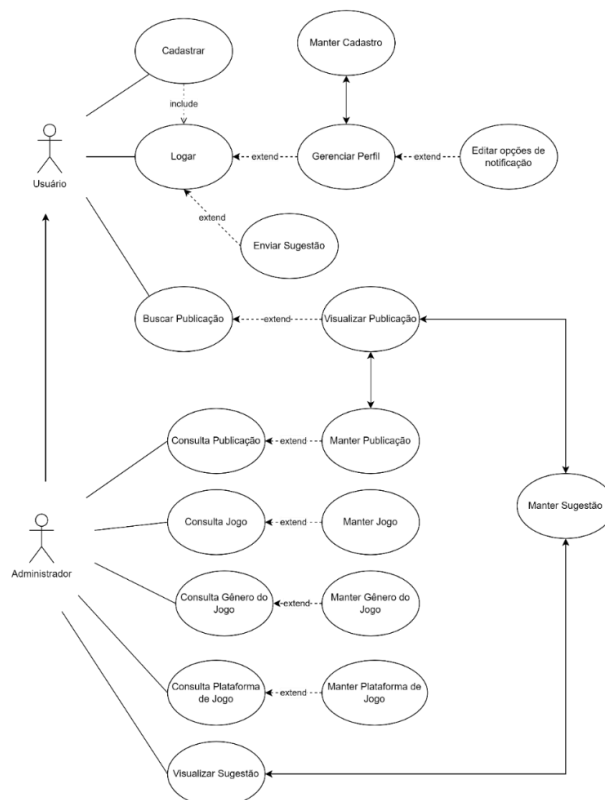 Cadastrar
Manter Cadastro
include
Usuário
Logar
extend
Gerenciar Perfil
extend
Editar opções de
notificação
extend
Enviar Sugestão
Buscar Publicação
extend
Visualizar Publicação
Consulta Publicação
extend
Manter Publicação
Manter Sugestão
Consulta Jogo
extend
Manter Jogo
Administrador
Consulta Gênero do
Jogo
extend
Manter Gênero do
Jogo
Consulta Plataforma
de Jogo
extend
Manter Plataforma de
Jogo
Visualizar Sugestão